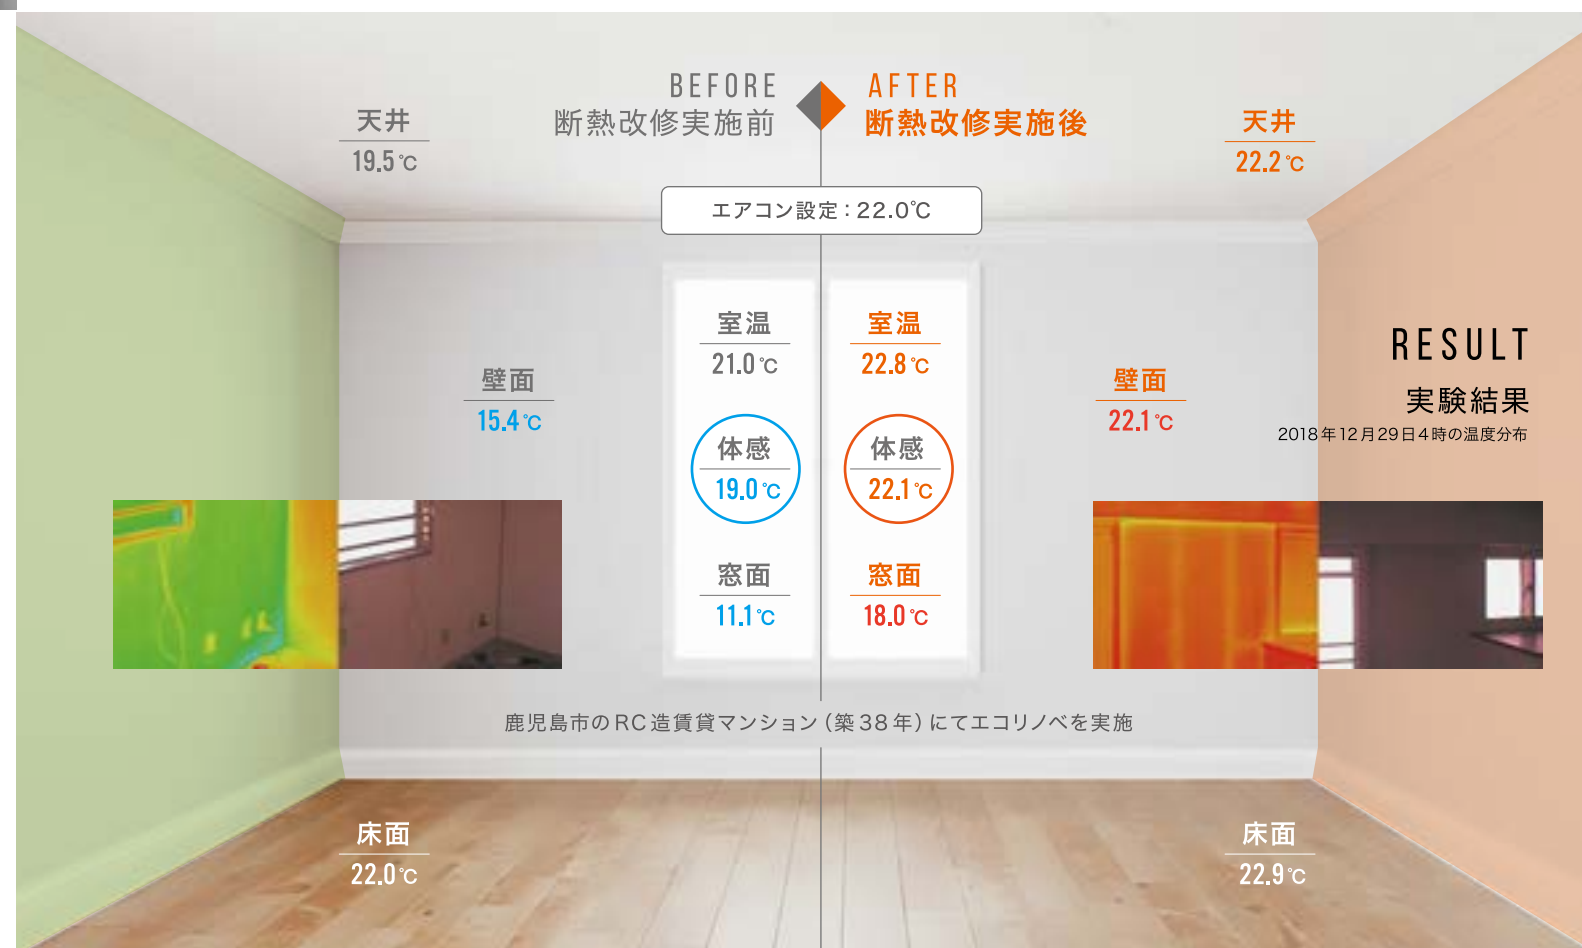 BEFORE
断熱改修実施前
AFTER
断熱改修実施後
天井
19.5℃
天井
22.2℃
エアコン設定：22.0℃
室温
21.0℃
室温
22.8℃
壁面
15.4℃
壁面
22.1℃
体感
19.0℃
体感
22.1℃
窓面
11.1℃
窓面
18.0℃
RESULT
実験結果
2018年12月29日4時の温度分布
鹿児島市のRC造賃貸マンション（築38年）にてエコリノベを実施
床面
22.0℃
床面
22.9℃